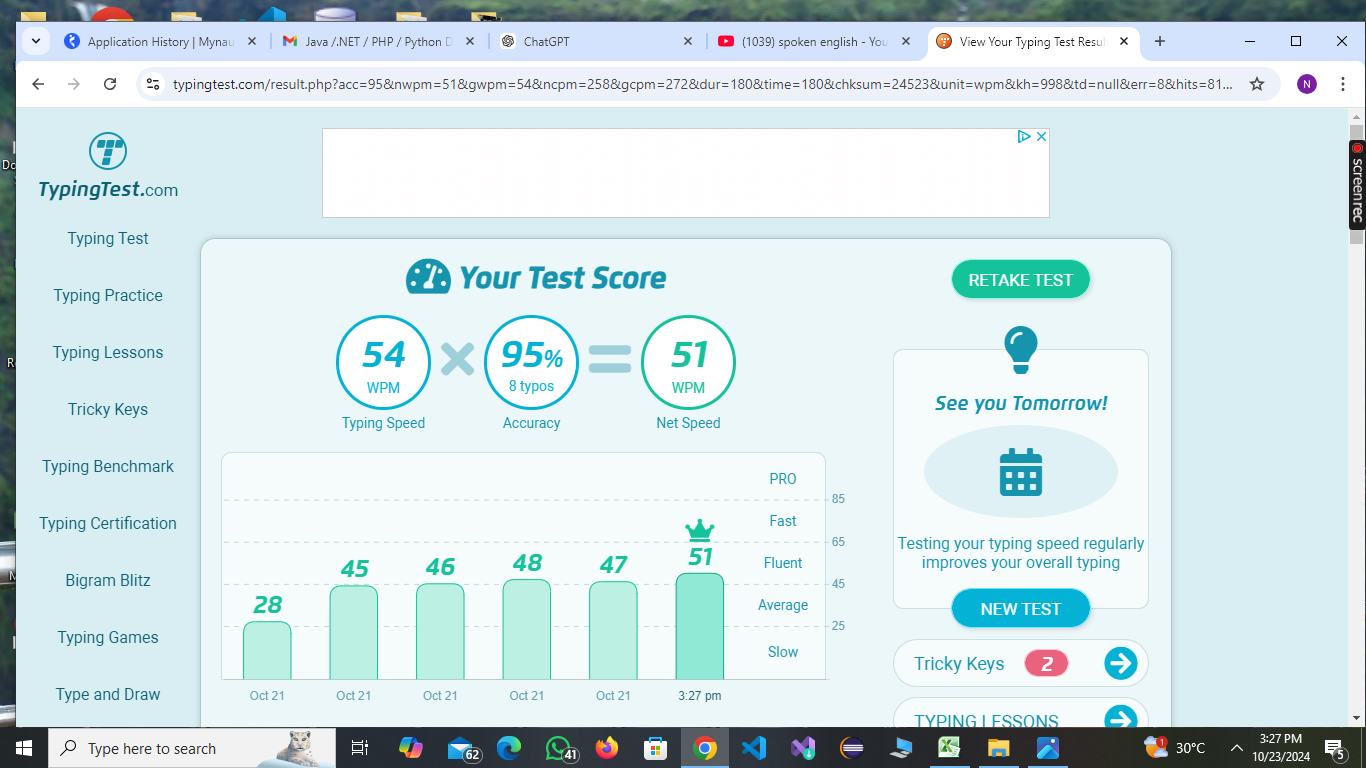 Application History | Mynau
Java /.NET / PHP / Python D
ChatGPT
(1039) spoken english - You
View Your Typing Test Resul
typingtest.com/result.php?acc=95&nwpm=51&gwpm=54&ncpm=258&gcpm=272&dur=180&time=180&chksum=24523&unit=wpm&kh=998&td=null&err=8&hits=81...
N
screenrec
TypingTest.com
Typing Test
Typing Practice
Typing Lessons
Tricky Keys
Typing Benchmark
Typing Certification
Bigram Blitz
Typing Games
Type and Draw
Your Test Score
54
WPM
Typing Speed
95%
8 typos
Accuracy
51
WPM
Net Speed
PRO
85
Fast
65
Fluent
45
Average
25
Slow
28
45
46
48
47
51
Oct 21
Oct 21
Oct 21
Oct 21
Oct 21
3:27 pm
RETAKE TEST
See you Tomorrow!
Testing your typing speed regularly
improves your overall typing
NEW TEST
Tricky Keys 2
TYPING LESSONS
Type here to search
62
41
1
30°C
3:27 PM
10/23/2024
5